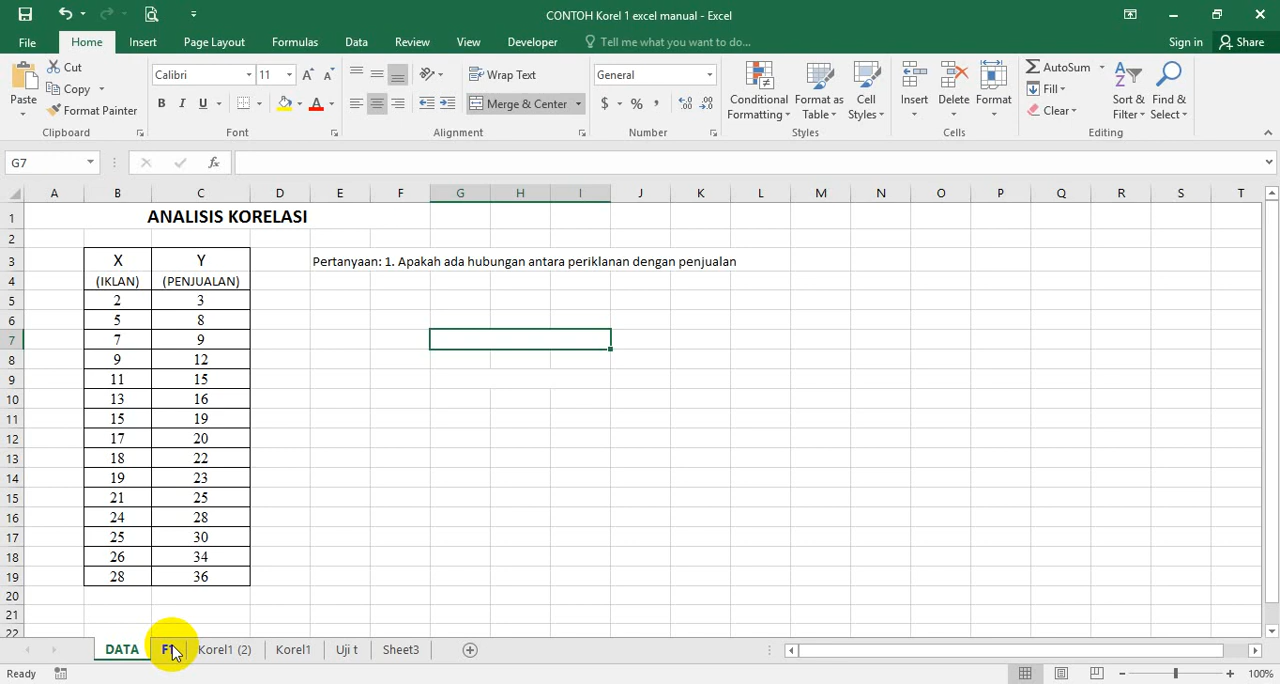 CONTOH Korel 1 excel manual - Excel
File Home Insert Page Layout Formulas Data Review View Developer Tell me what you want to do... Sign in Share
Paste Cut Copy Format Painter Clipboard
Calibri 11 A A B I U A Font
Wrap Text Merge & Center Alignment
General $ % , Number
Conditional Formatting Format as Table Cell Styles Styles
Insert Delete Format Cells
AutoSum Fill Clear Sort & Filter Find & Select Editing
G7 fx
A B C D E F G H I J K L M N O P Q R S T
1 ANALISIS KORELASI
2
3 X Y Pertanyaan: 1. Apakah ada hubungan antara periklanan dengan penjualan
4 (IKLAN) (PENJUALAN)
5 2 3
6 5 8
7 7 9
8 9 12
9 11 15
10 13 16
11 15 19
12 17 20
13 18 22
14 19 23
15 21 25
16 24 28
17 25 30
18 26 34
19 28 36
20
21
22
DATA Korel1 (2) Korel1 Uji t Sheet3
Ready 100%